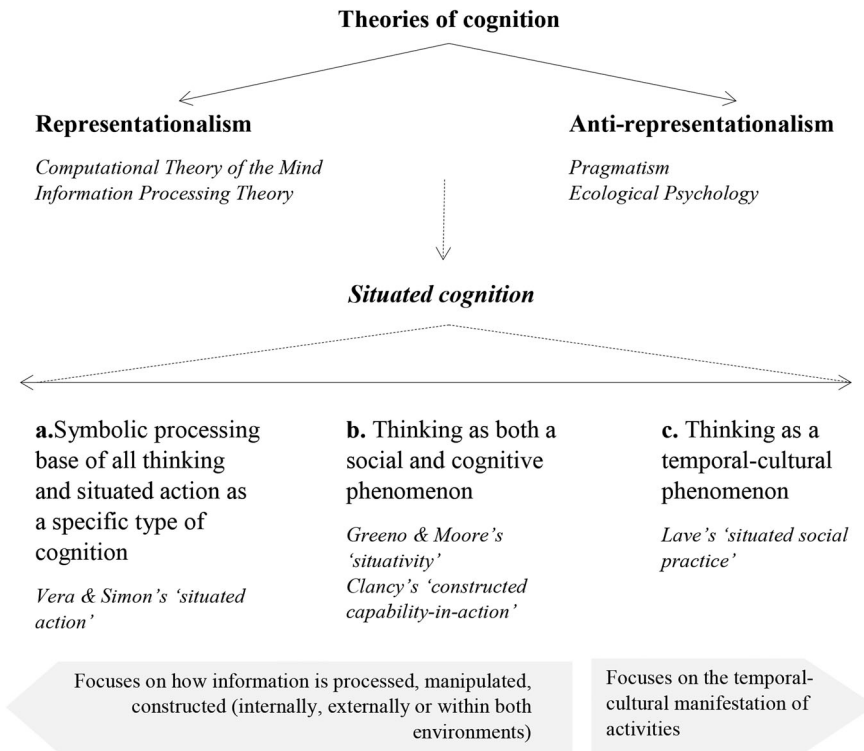 Theories of cognition
Representationalism
Computational Theory of the Mind
Information Processing Theory
Anti-representationalism
Pragmatism
Ecological Psychology
Situated cognition
a.Symbolic processing
base of all thinking
and situated action as
a specific type of
cognition
Vera & Simon’s ‘situated
action’
b. Thinking as both a
social and cognitive
phenomenon
Greeno & Moore’s
‘situativity’
Clancy’s ‘constructed
capability-in-action’
c. Thinking as a
temporal-cultural
phenomenon
Lave’s ‘situated social
practice’
Focuses on how information is processed, manipulated,
constructed (internally, externally or within both
environments)
Focuses on the temporal-
cultural manifestation of
activities